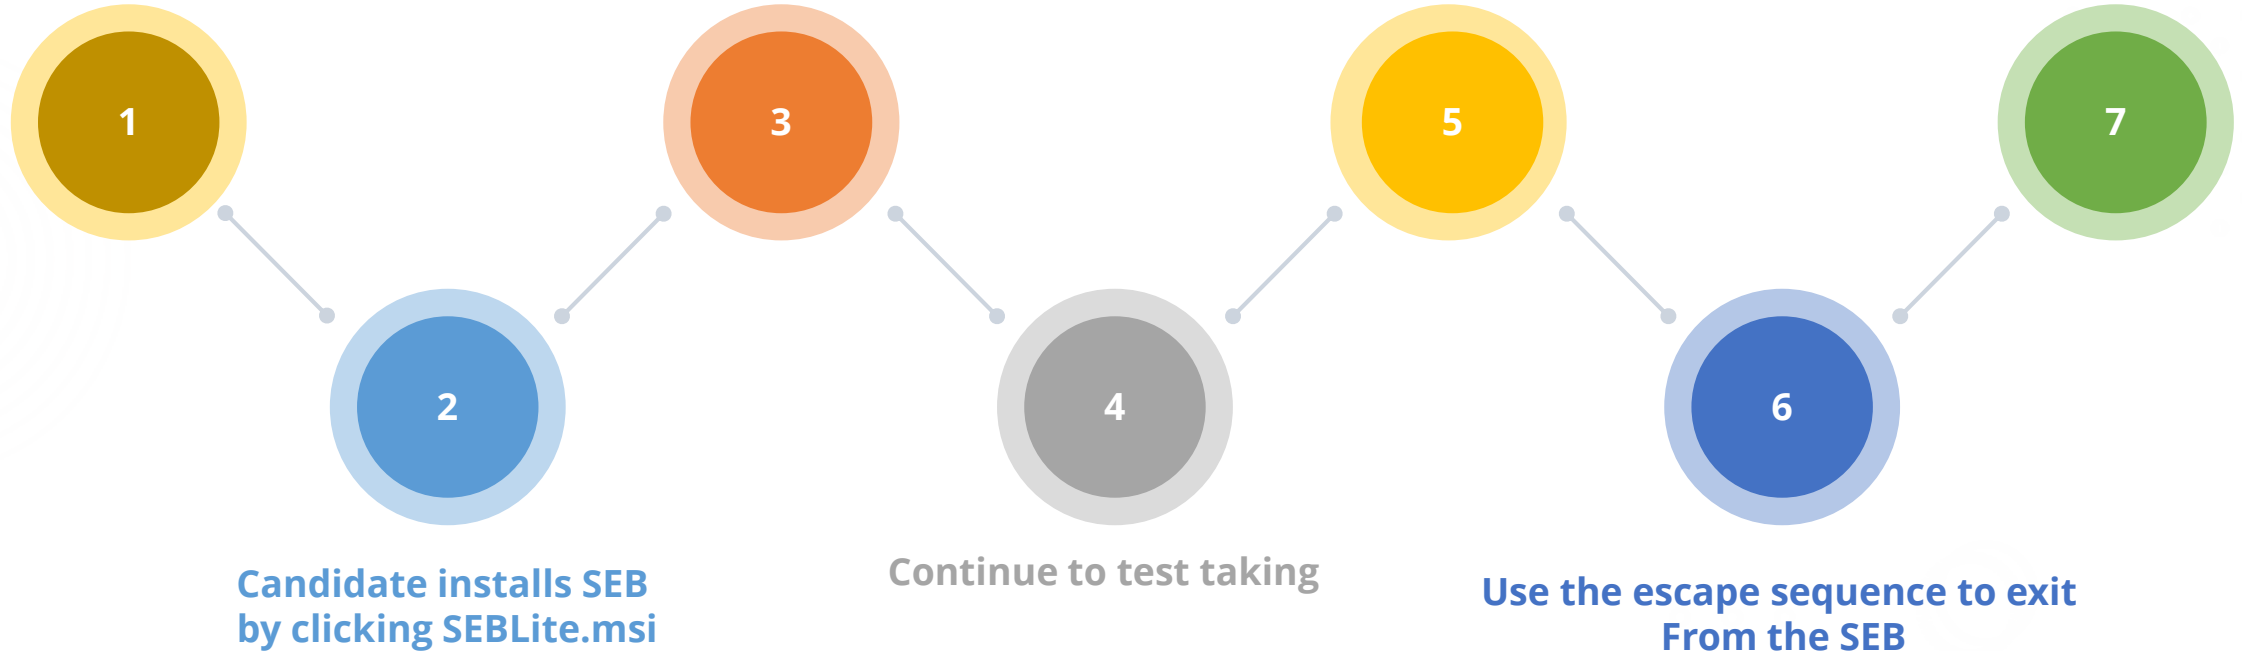 1
3
5
7
2
4
6
Candidate installs SEB
by clicking SEBLite.msi
Continue to test taking
Use the escape sequence to exit
From the SEB